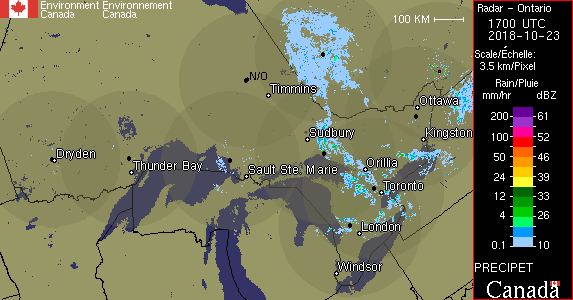 Environment Environnement
Canada Canada
100 KM
N/O
Timmins
Ottawa
Sudbury
Kingston
Dryden
Thunder Bay
Sault Ste. Marie
Orillia
Toronto
London
Windsor
Radar - Ontario
1700 UTC
2018-10-23
Scale/Échelle:
3.5 km/Pixel
Rain/Pluie
mm/hr dBZ
200 61
100 52
50 46
24 39
12 33
4 26
0.1 10
PRECIPET
Canada